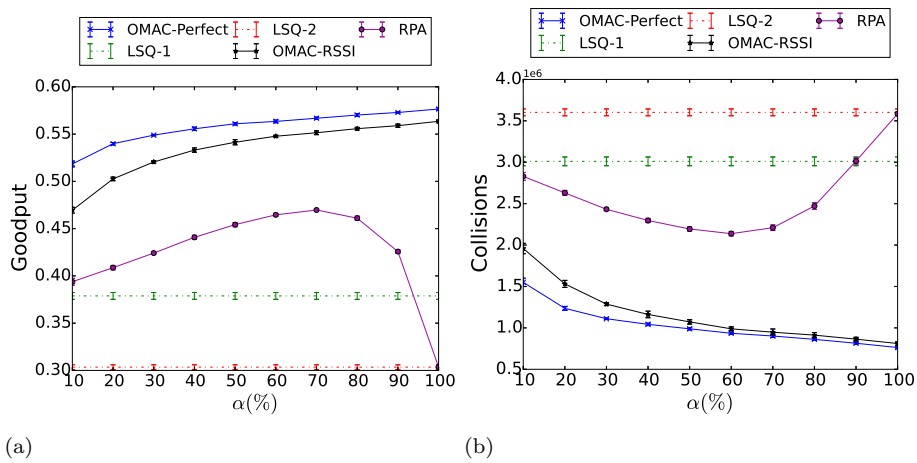 OMAC-Perfect LSQ-2 RPA
LSQ-1 OMAC-RSSI
0.60
0.55
0.50
0.45
0.40
0.35
0.30
Goodput
10 20 30 40 50 60 70 80 90 100
α(%)
(a)
OMAC-Perfect LSQ-2 RPA
LSQ-1 OMAC-RSSI
1e6
4.0
3.5
3.0
2.5
2.0
1.5
1.0
0.5
Collisions
10 20 30 40 50 60 70 80 90 100
α(%)
(b)